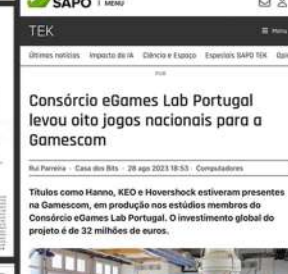 SAPO MENU
TEK
Menu
Últimas notícias Impacto da IA Ciência e Espaço Especiais SAPO TEK Opi
PUB
Consórcio eGames Lab Portugal
levou oito jogos nacionais para a
Gamescom
Rui Parreira - Casa dos Bits - 28 ago 2023 18:53 - Computadores
Títulos como Hanno, KEO e Hovershock estiveram presentes
na Gamescom, em produção nos estúdios membros do
Consórcio eGames Lab Portugal. O investimento global do
projeto é de 32 milhões de euros.